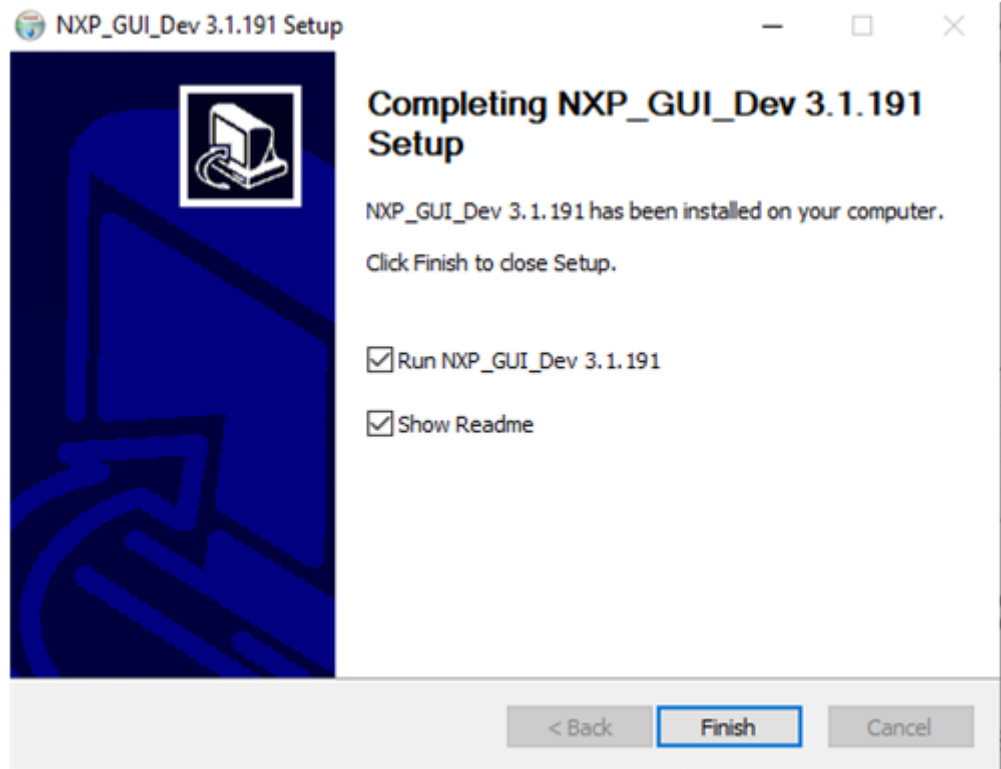 NXP_GUI_Dev 3.1.191 Setup
Completing NXP_GUI_Dev 3.1.191
Setup
NXP_GUI_Dev 3.1.191 has been installed on your computer.
Click Finish to close Setup.
Run NXP_GUI_Dev 3.1.191
Show Readme
< Back Finish Cancel